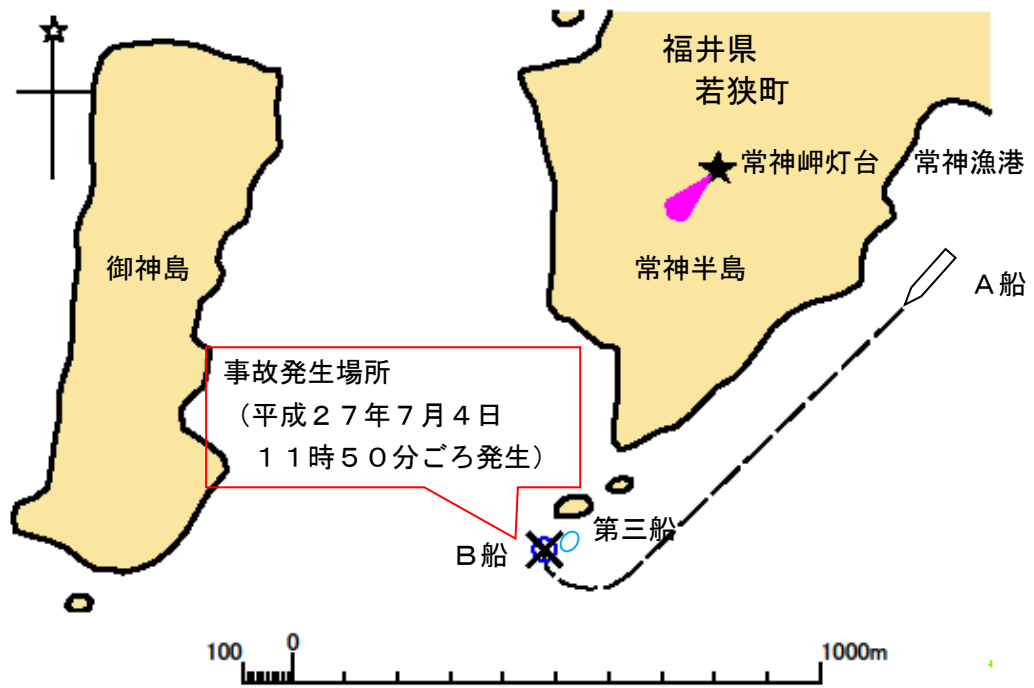 福井県
若狭町
常神岬灯台
常神漁港
御神島
常神半島
A船
事故発生場所
（平成２７年７月４日
１１時５０分ごろ発生）
第三船
B船
100
0
1000m